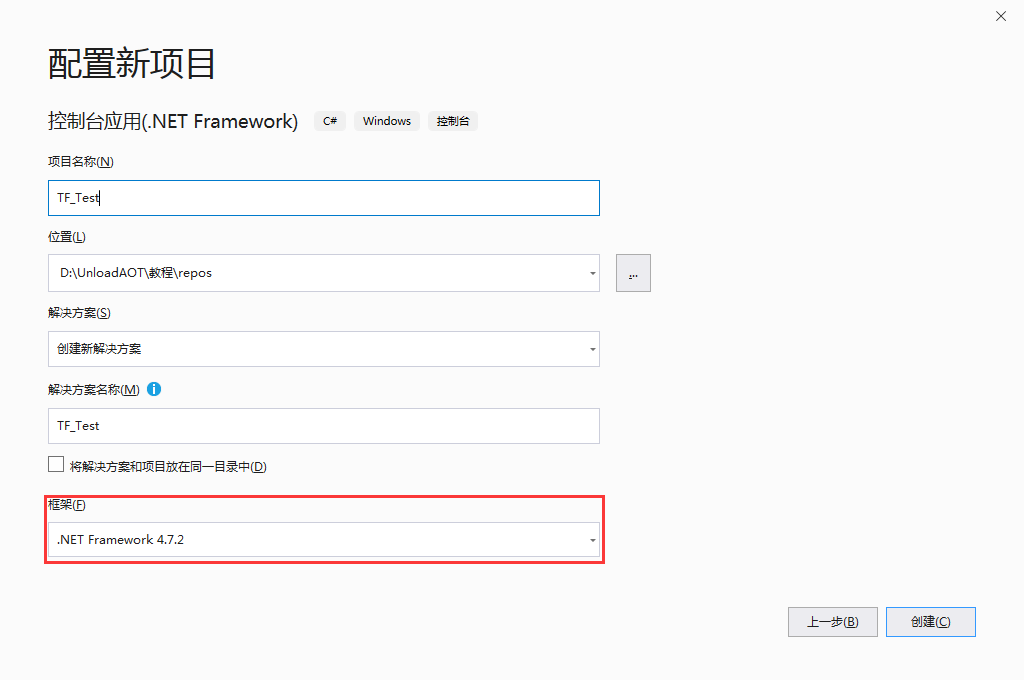 配置新项目
控制台应用(.NET Framework) C# Windows 控制台
项目名称(N)
TF_Test
位置(L)
D:\UnloadAOT\教程\repos
...
解决方案(S)
创建新解决方案
解决方案名称(M)
TF_Test
将解决方案和项目放在同一目录中(D)
框架(F)
.NET Framework 4.7.2
上一步(B) 创建(C)